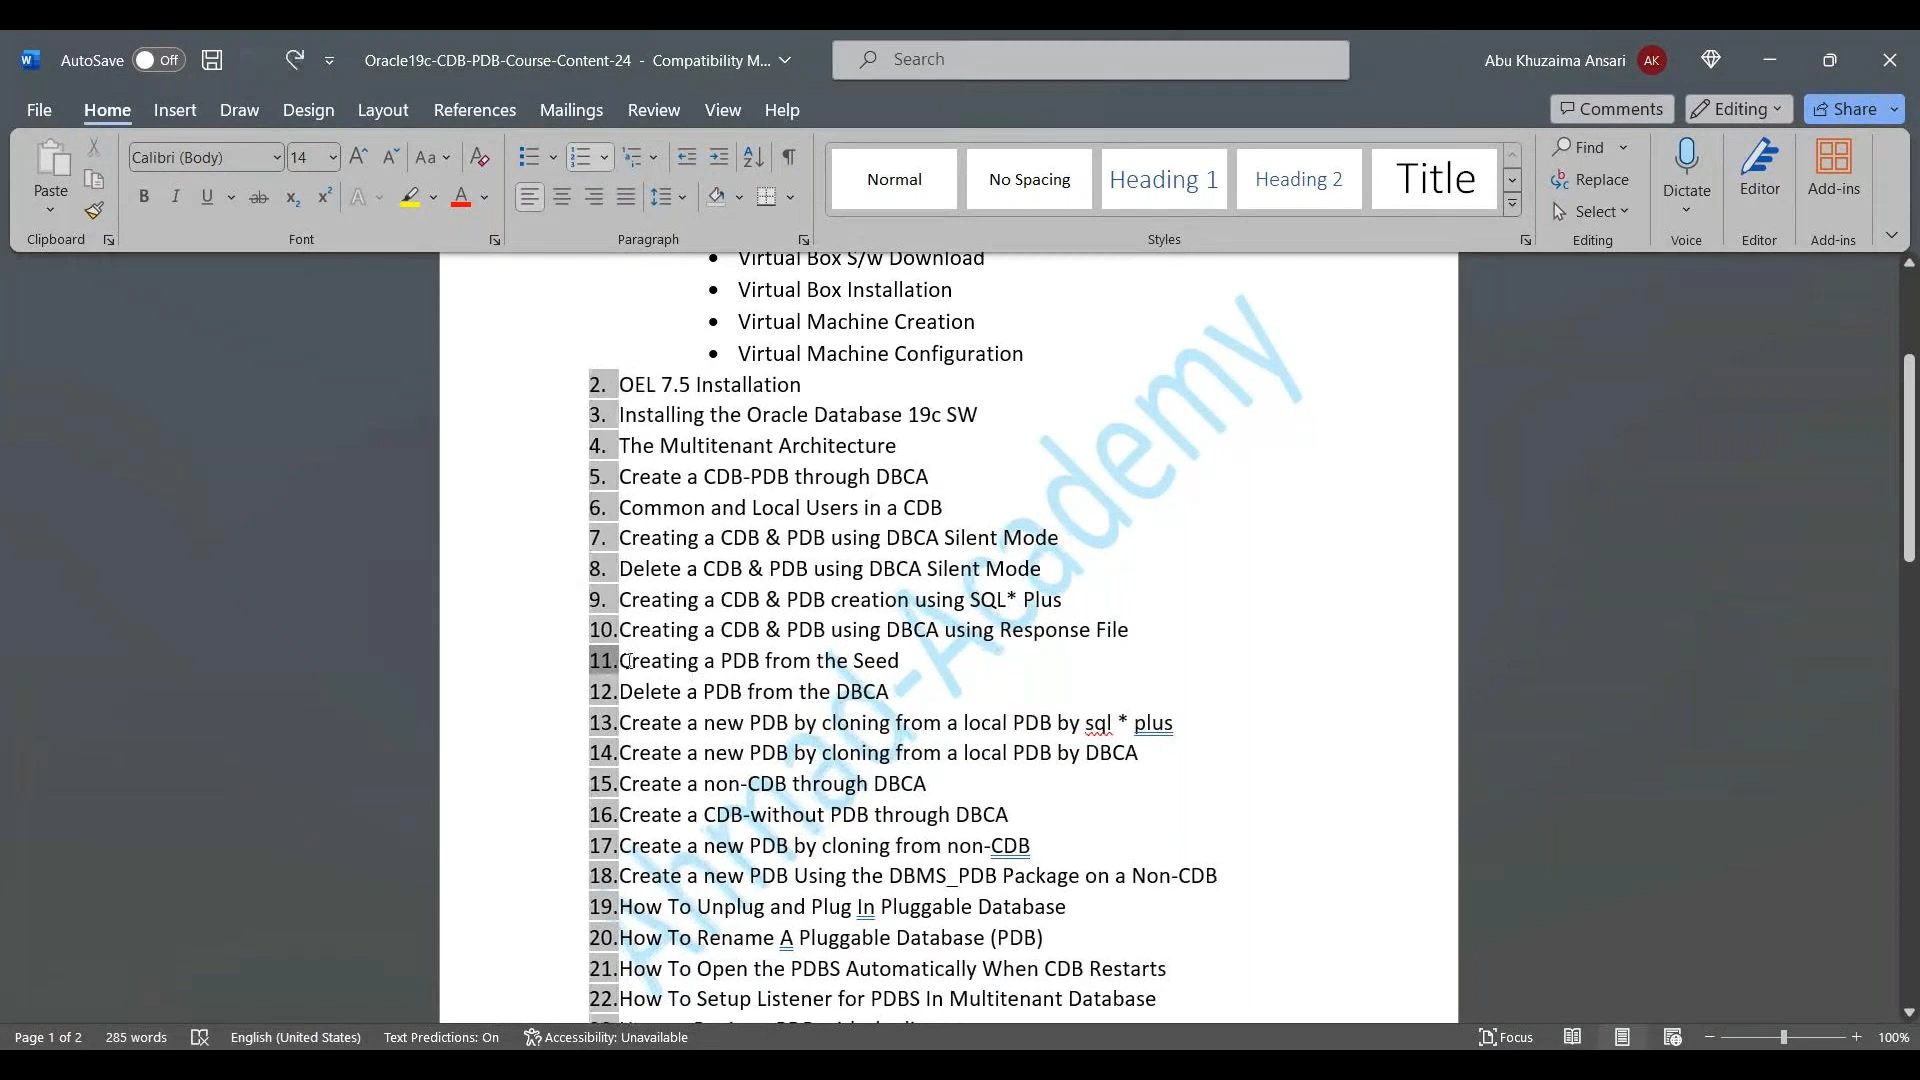 AutoSave Off Oracle19c-CDB-PDB-Course-Content-24 - Compatibility M... Search Abu Khuzaima Ansari AK
File Home Insert Draw Design Layout References Mailings Review View Help Comments Editing Share
Paste
Clipboard
Calibri (Body) 14
Font
Paragraph
Normal No Spacing Heading 1 Heading 2 Title
Styles
Find
Replace
Select
Editing
Dictate
Voice
Editor
Editor
Add-ins
Add-ins
• Virtual Box S/w Download
• Virtual Box Installation
• Virtual Machine Creation
• Virtual Machine Configuration
2. OEL 7.5 Installation
3. Installing the Oracle Database 19c SW
4. The Multitenant Architecture
5. Create a CDB-PDB through DBCA
6. Common and Local Users in a CDB
7. Creating a CDB & PDB using DBCA Silent Mode
8. Delete a CDB & PDB using DBCA Silent Mode
9. Creating a CDB & PDB creation using SQL* Plus
10.Creating a CDB & PDB using DBCA using Response File
11.Creating a PDB from the Seed
12.Delete a PDB from the DBCA
13.Create a new PDB by cloning from a local PDB by sql * plus
14.Create a new PDB by cloning from a local PDB by DBCA
15.Create a non-CDB through DBCA
16.Create a CDB-without PDB through DBCA
17.Create a new PDB by cloning from non-CDB
18.Create a new PDB Using the DBMS_PDB Package on a Non-CDB
19.How To Unplug and Plug In Pluggable Database
20.How To Rename A Pluggable Database (PDB)
21.How To Open the PDBS Automatically When CDB Restarts
22.How To Setup Listener for PDBS In Multitenant Database
Ahmad-Academy
Page 1 of 2 285 words English (United States) Text Predictions: On Accessibility: Unavailable Focus 100%